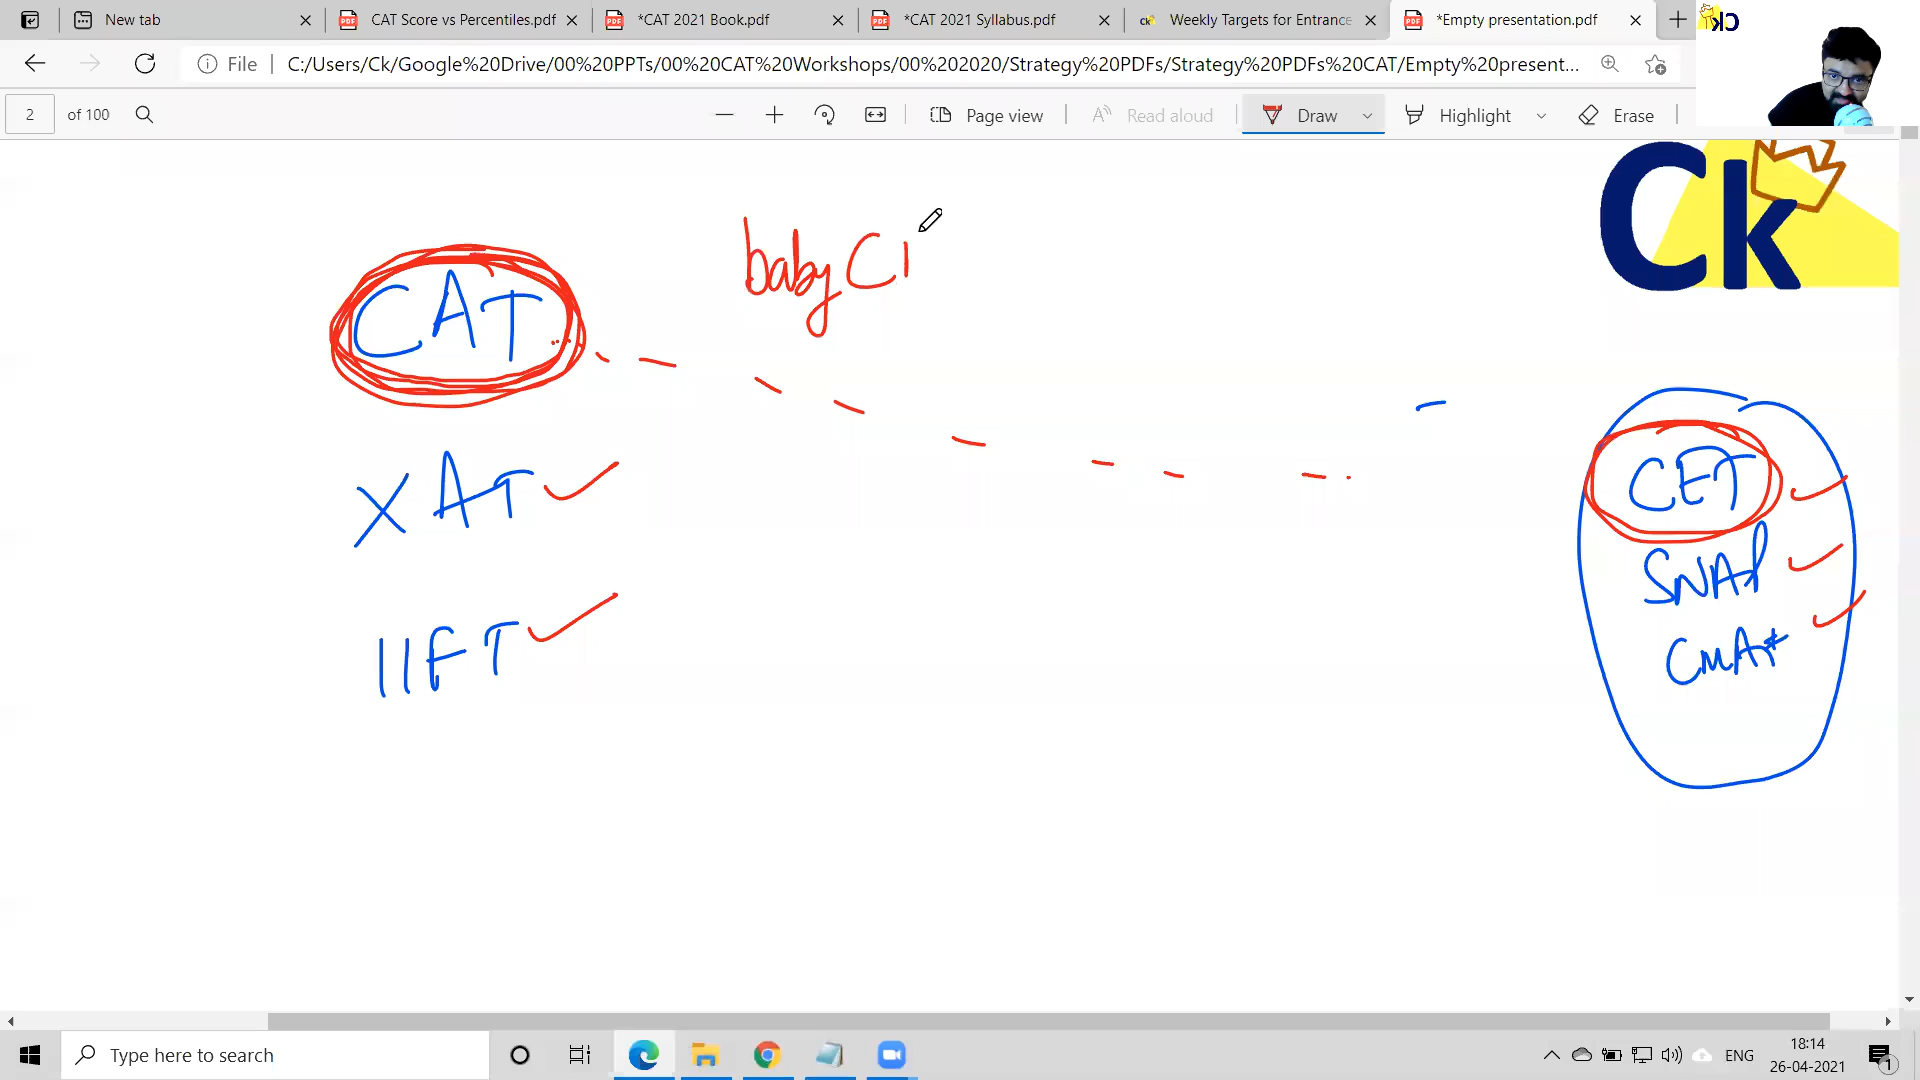 New tab
CAT Score vs Percentiles.pdf
*CAT 2021 Book.pdf
*CAT 2021 Syllabus.pdf
Weekly Targets for Entrance
*Empty presentation.pdf
File
C:/Users/Ck/Google%20Drive/00%20PPTs/00%20CAT%20Workshops/00%202020/Strategy%20PDFs/Strategy%20PDFs%20CAT/Empty%20present...
2 of 100
Page view
Read aloud
Draw
Highlight
Erase
Ck
Ck
baby C
CAT
XAT
IIFT
CET
SNAP
CMAT
Type here to search
ENG
18:14
26-04-2021
1